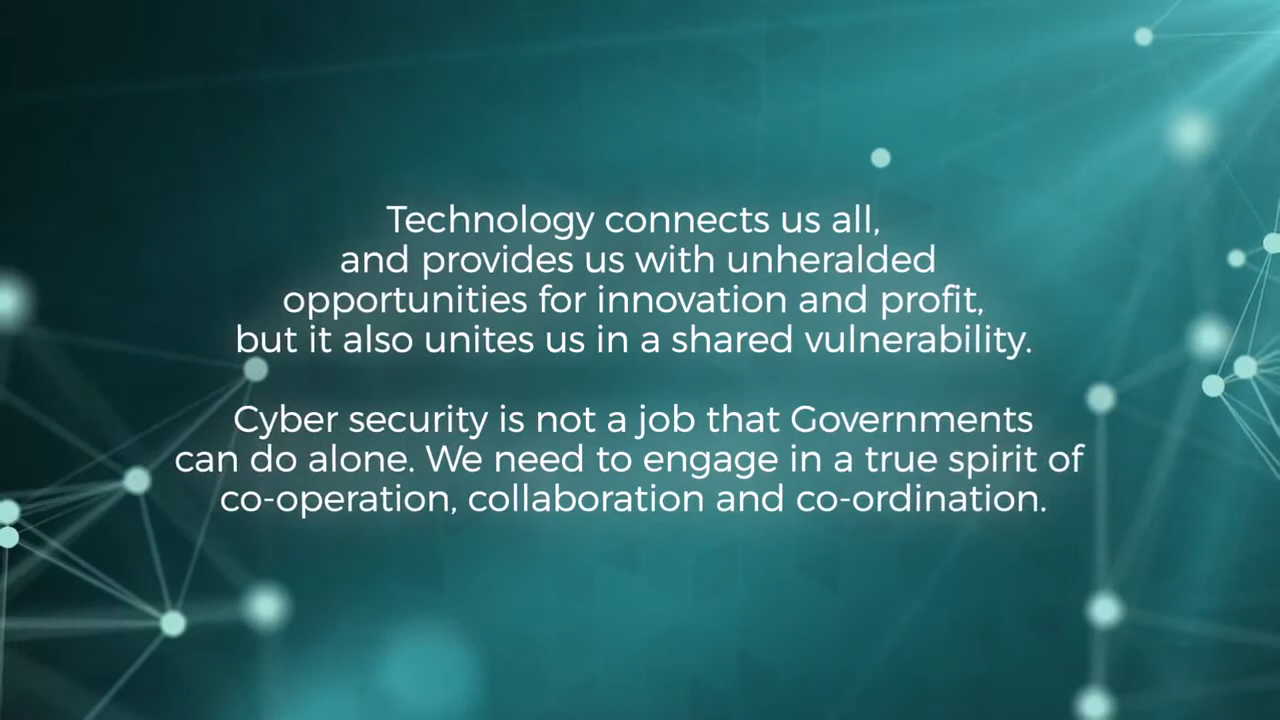 Technology connects us all,
and provides us with unheralded
opportunities for innovation and profit,
but it also unites us in a shared vulnerability.
Cyber security is not a job that Governments
can do alone. We need to engage in a true spirit of
co-operation, collaboration and co-ordination.